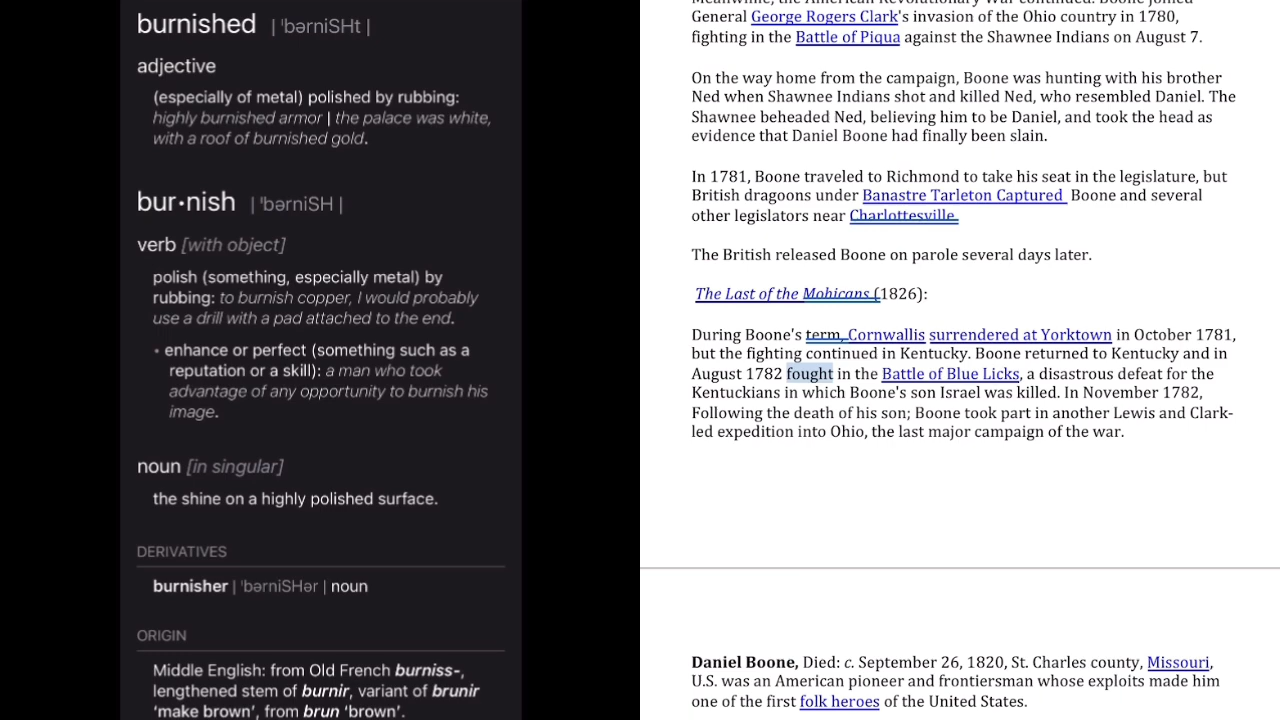 burnished | ˈbərniSHt |
adjective
(especially of metal) polished by rubbing:
highly burnished armor | the palace was white,
with a roof of burnished gold.
bur·nish | ˈbərniSH |
verb [with object]
polish (something, especially metal) by
rubbing: to burnish copper, I would probably
use a drill with a pad attached to the end.
• enhance or perfect (something such as a
reputation or a skill): a man who took
advantage of any opportunity to burnish his
image.
noun [in singular]
the shine on a highly polished surface.
DERIVATIVES
burnisher | ˈbərniSHər | noun
ORIGIN
Middle English: from Old French burniss-,
lengthened stem of burnir, variant of brunir
‘make brown’, from brun ‘brown’.
Meanwhile, the American Revolutionary War continued. Boone joined
General George Rogers Clark's invasion of the Ohio country in 1780,
fighting in the Battle of Piqua against the Shawnee Indians on August 7.
On the way home from the campaign, Boone was hunting with his brother
Ned when Shawnee Indians shot and killed Ned, who resembled Daniel. The
Shawnee beheaded Ned, believing him to be Daniel, and took the head as
evidence that Daniel Boone had finally been slain.
In 1781, Boone traveled to Richmond to take his seat in the legislature, but
British dragoons under Banastre Tarleton Captured Boone and several
other legislators near Charlottesville.
The British released Boone on parole several days later.
The Last of the Mohicans (1826):
During Boone's term, Cornwallis surrendered at Yorktown in October 1781,
but the fighting continued in Kentucky. Boone returned to Kentucky and in
August 1782 fought in the Battle of Blue Licks, a disastrous defeat for the
Kentuckians in which Boone's son Israel was killed. In November 1782,
Following the death of his son; Boone took part in another Lewis and Clark-
led expedition into Ohio, the last major campaign of the war.
Daniel Boone, Died: c. September 26, 1820, St. Charles county, Missouri,
U.S. was an American pioneer and frontiersman whose exploits made him
one of the first folk heroes of the United States.